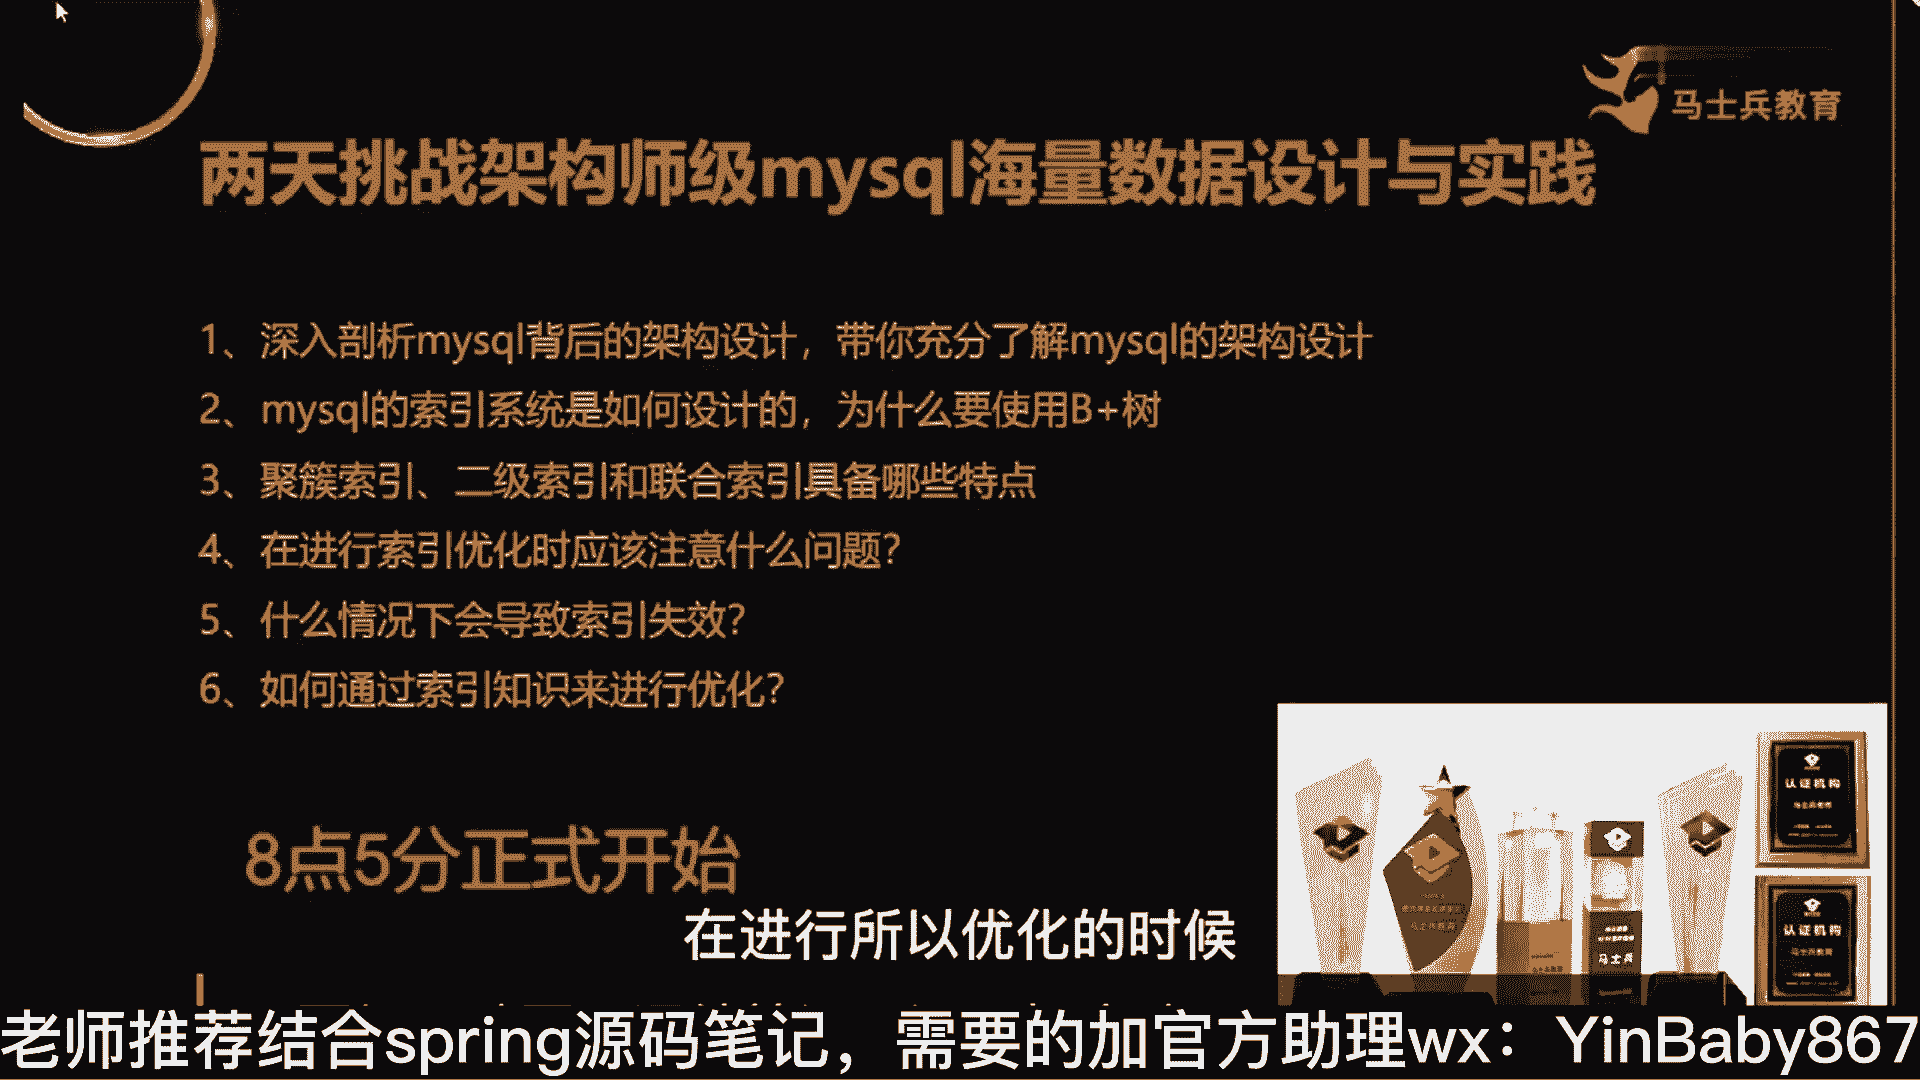 马士兵教育
两天挑战架构师级mysql海量数据设计与实践
1、深入剖析mysql背后的架构设计，带你充分了解mysql的架构设计
2、mysql的索引系统是如何设计的，为什么要使用B+树
3、聚簇索引、二级索引和联合索引具备哪些特点
4、在进行索引优化时应该注意什么问题？
5、什么情况下会导致索引失效？
6、如何通过索引知识来进行优化？
8点5分正式开始
认证机构
认证机构
马士兵
在进行所以优化的时候
老师推荐结合spring源码笔记，需要的加官方助理wx：YinBaby867